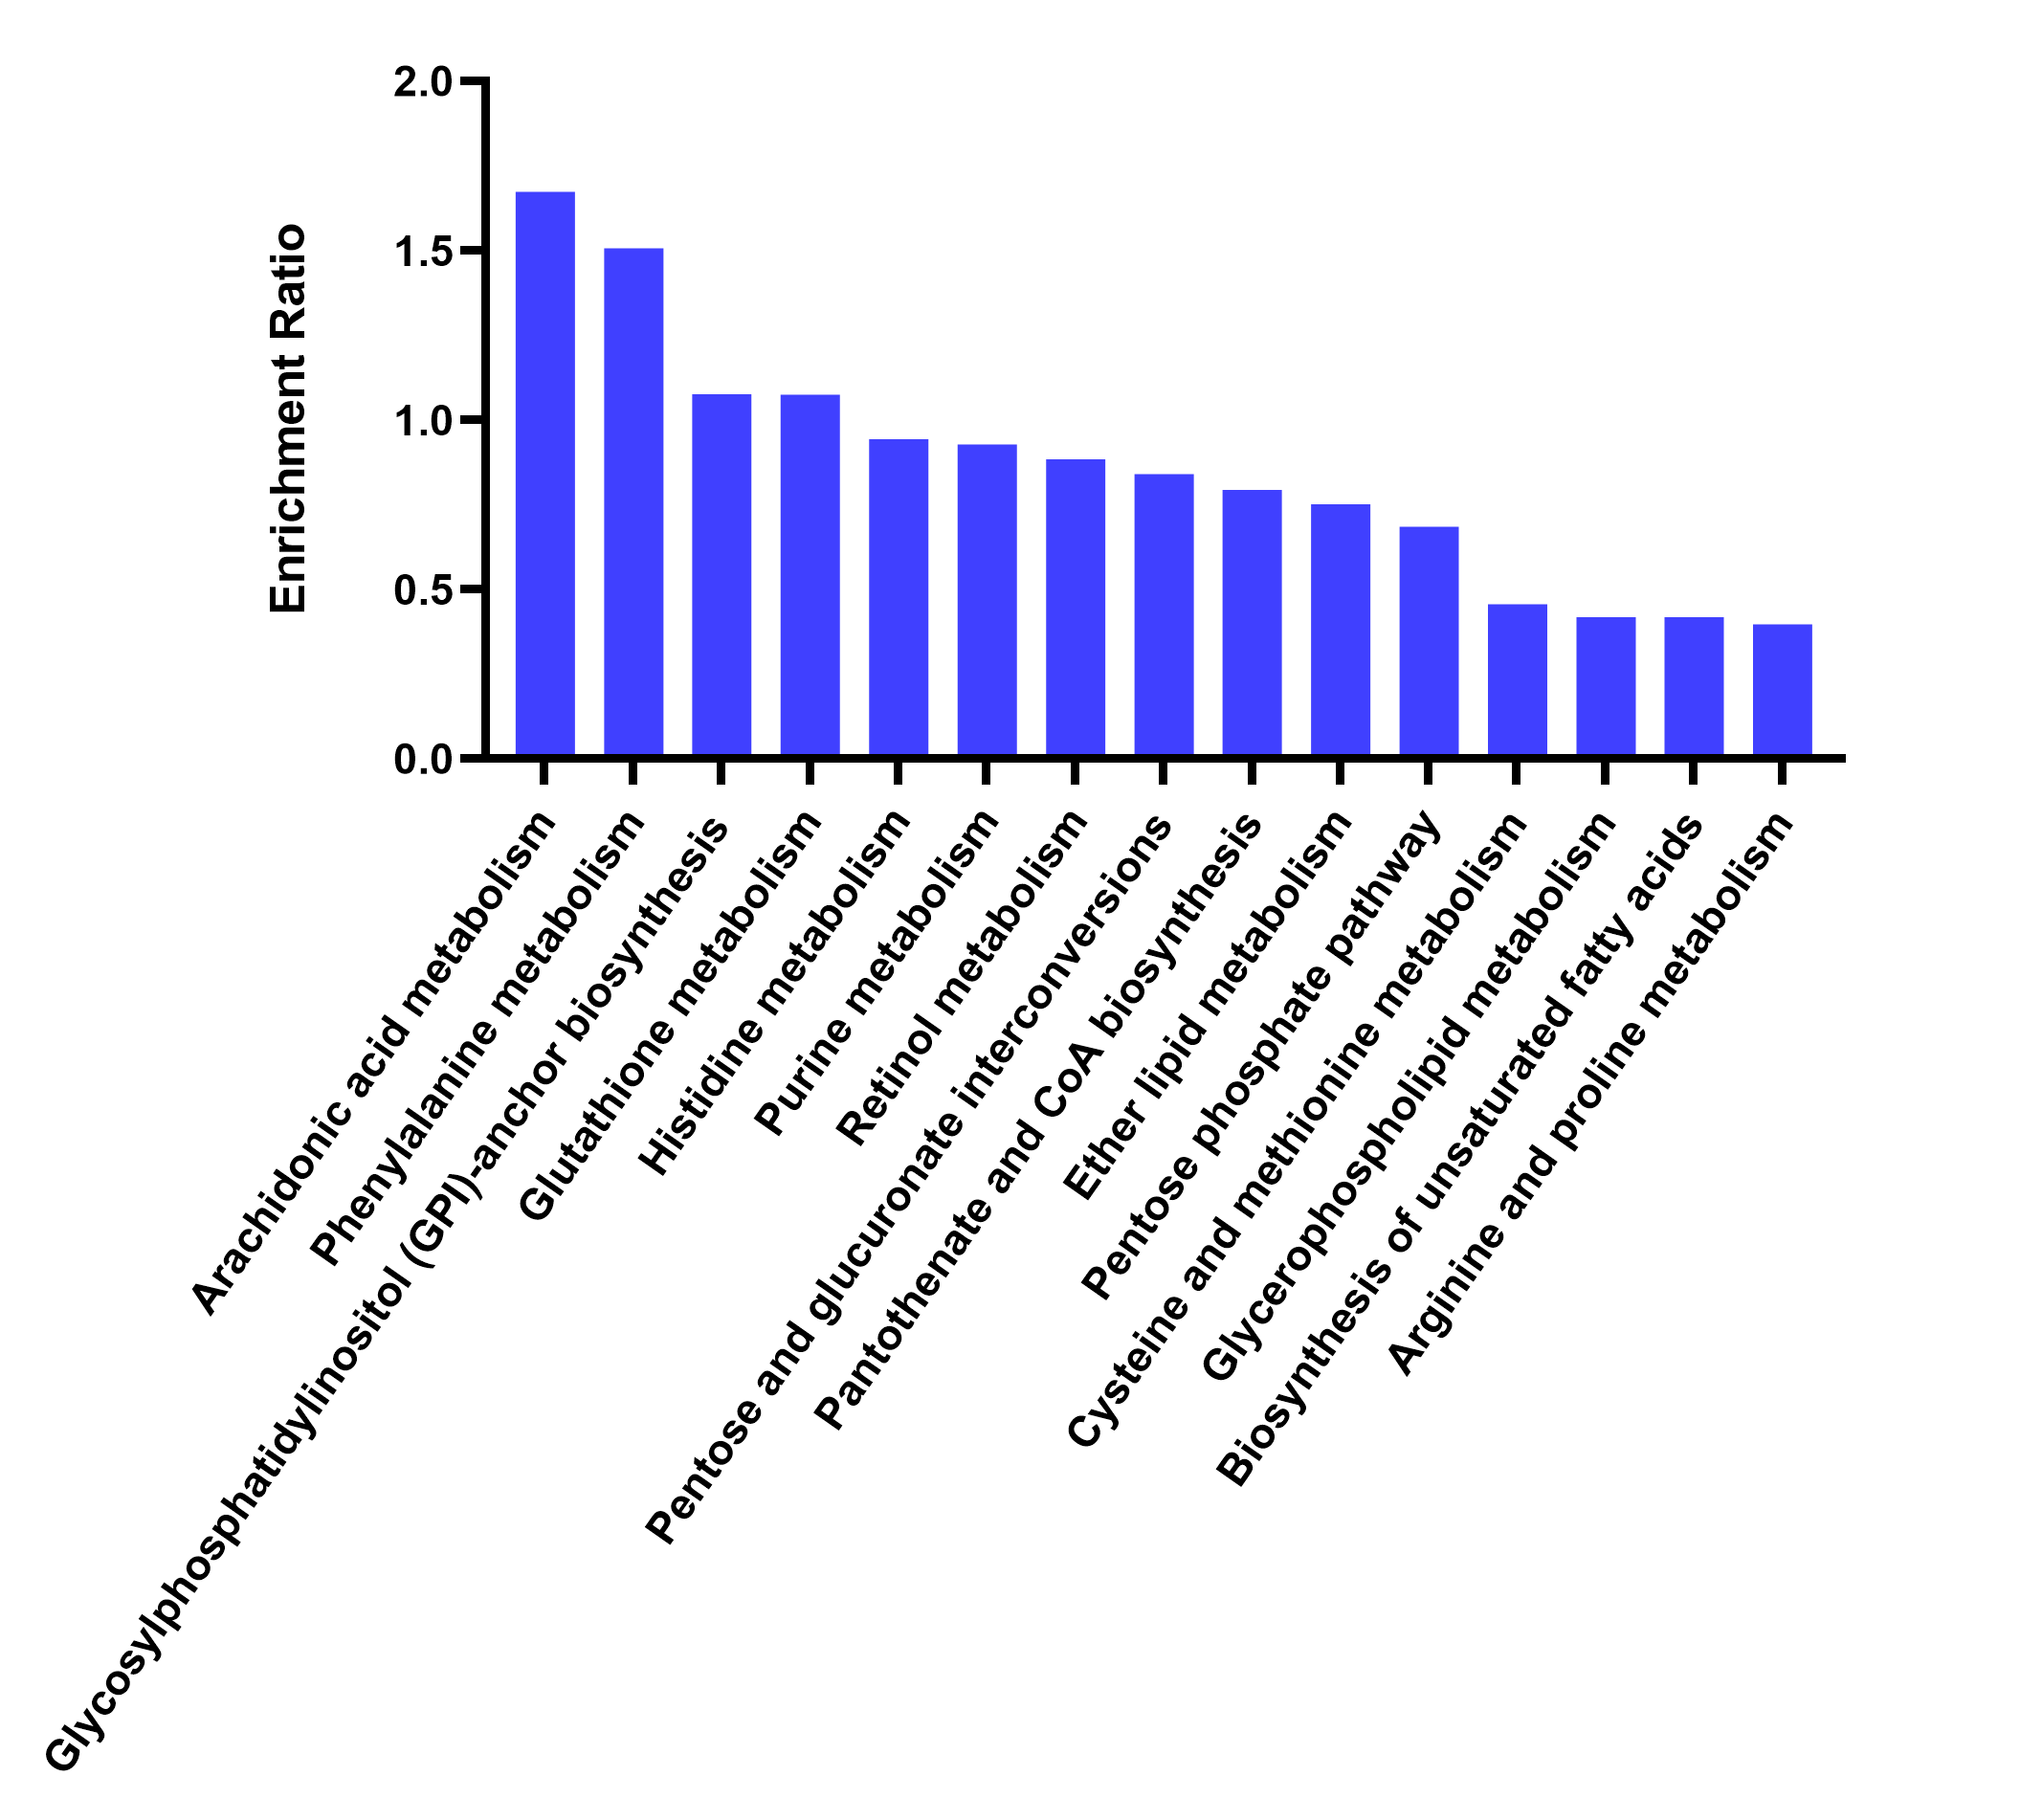 Enrichment Ratio
2.0
1.5
1.0
0.5
0.0
Arachidonic acid metabolism
Phenylalanine metabolism
Glycosylphosphatidylinositol (GPI)-anchor biosynthesis
Glutathione metabolism
Histidine metabolism
Purine metabolism
Retinol metabolism
Pentose and glucuronate interconversions
Pantothenate and CoA biosynthesis
Ether lipid metabolism
Pentose phosphate pathway
Cysteine and methionine metabolism
Glycerophospholipid metabolism
Biosynthesis of unsaturated fatty acids
Arginine and proline metabolism